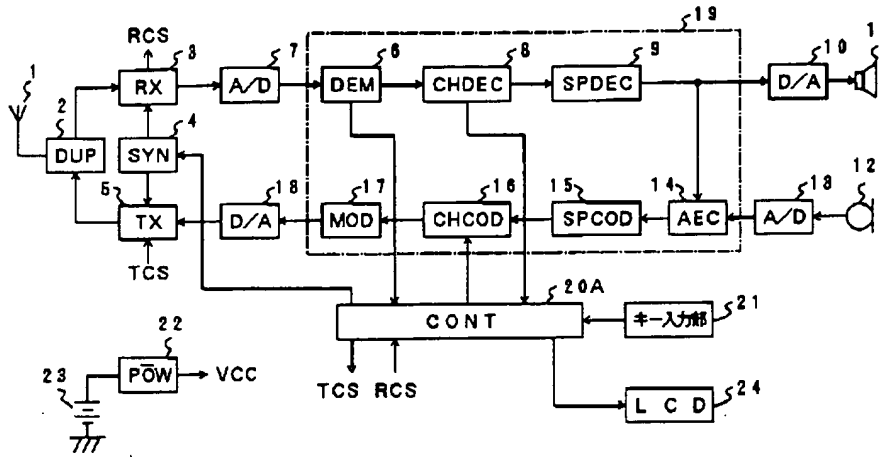 RCS 3 7 6 8 9 19 10 1
1 RX A/D DEM CHDEC SPDEC D/A
2 4
DUP SYN
5 18 17 16 15 14 13 12
TX D/A MOD CHCOD SPCOD AEC A/D
TCS
20A
CONT
21
キー入力部
22
POW VCC
23
TCS RCS
24
LCD